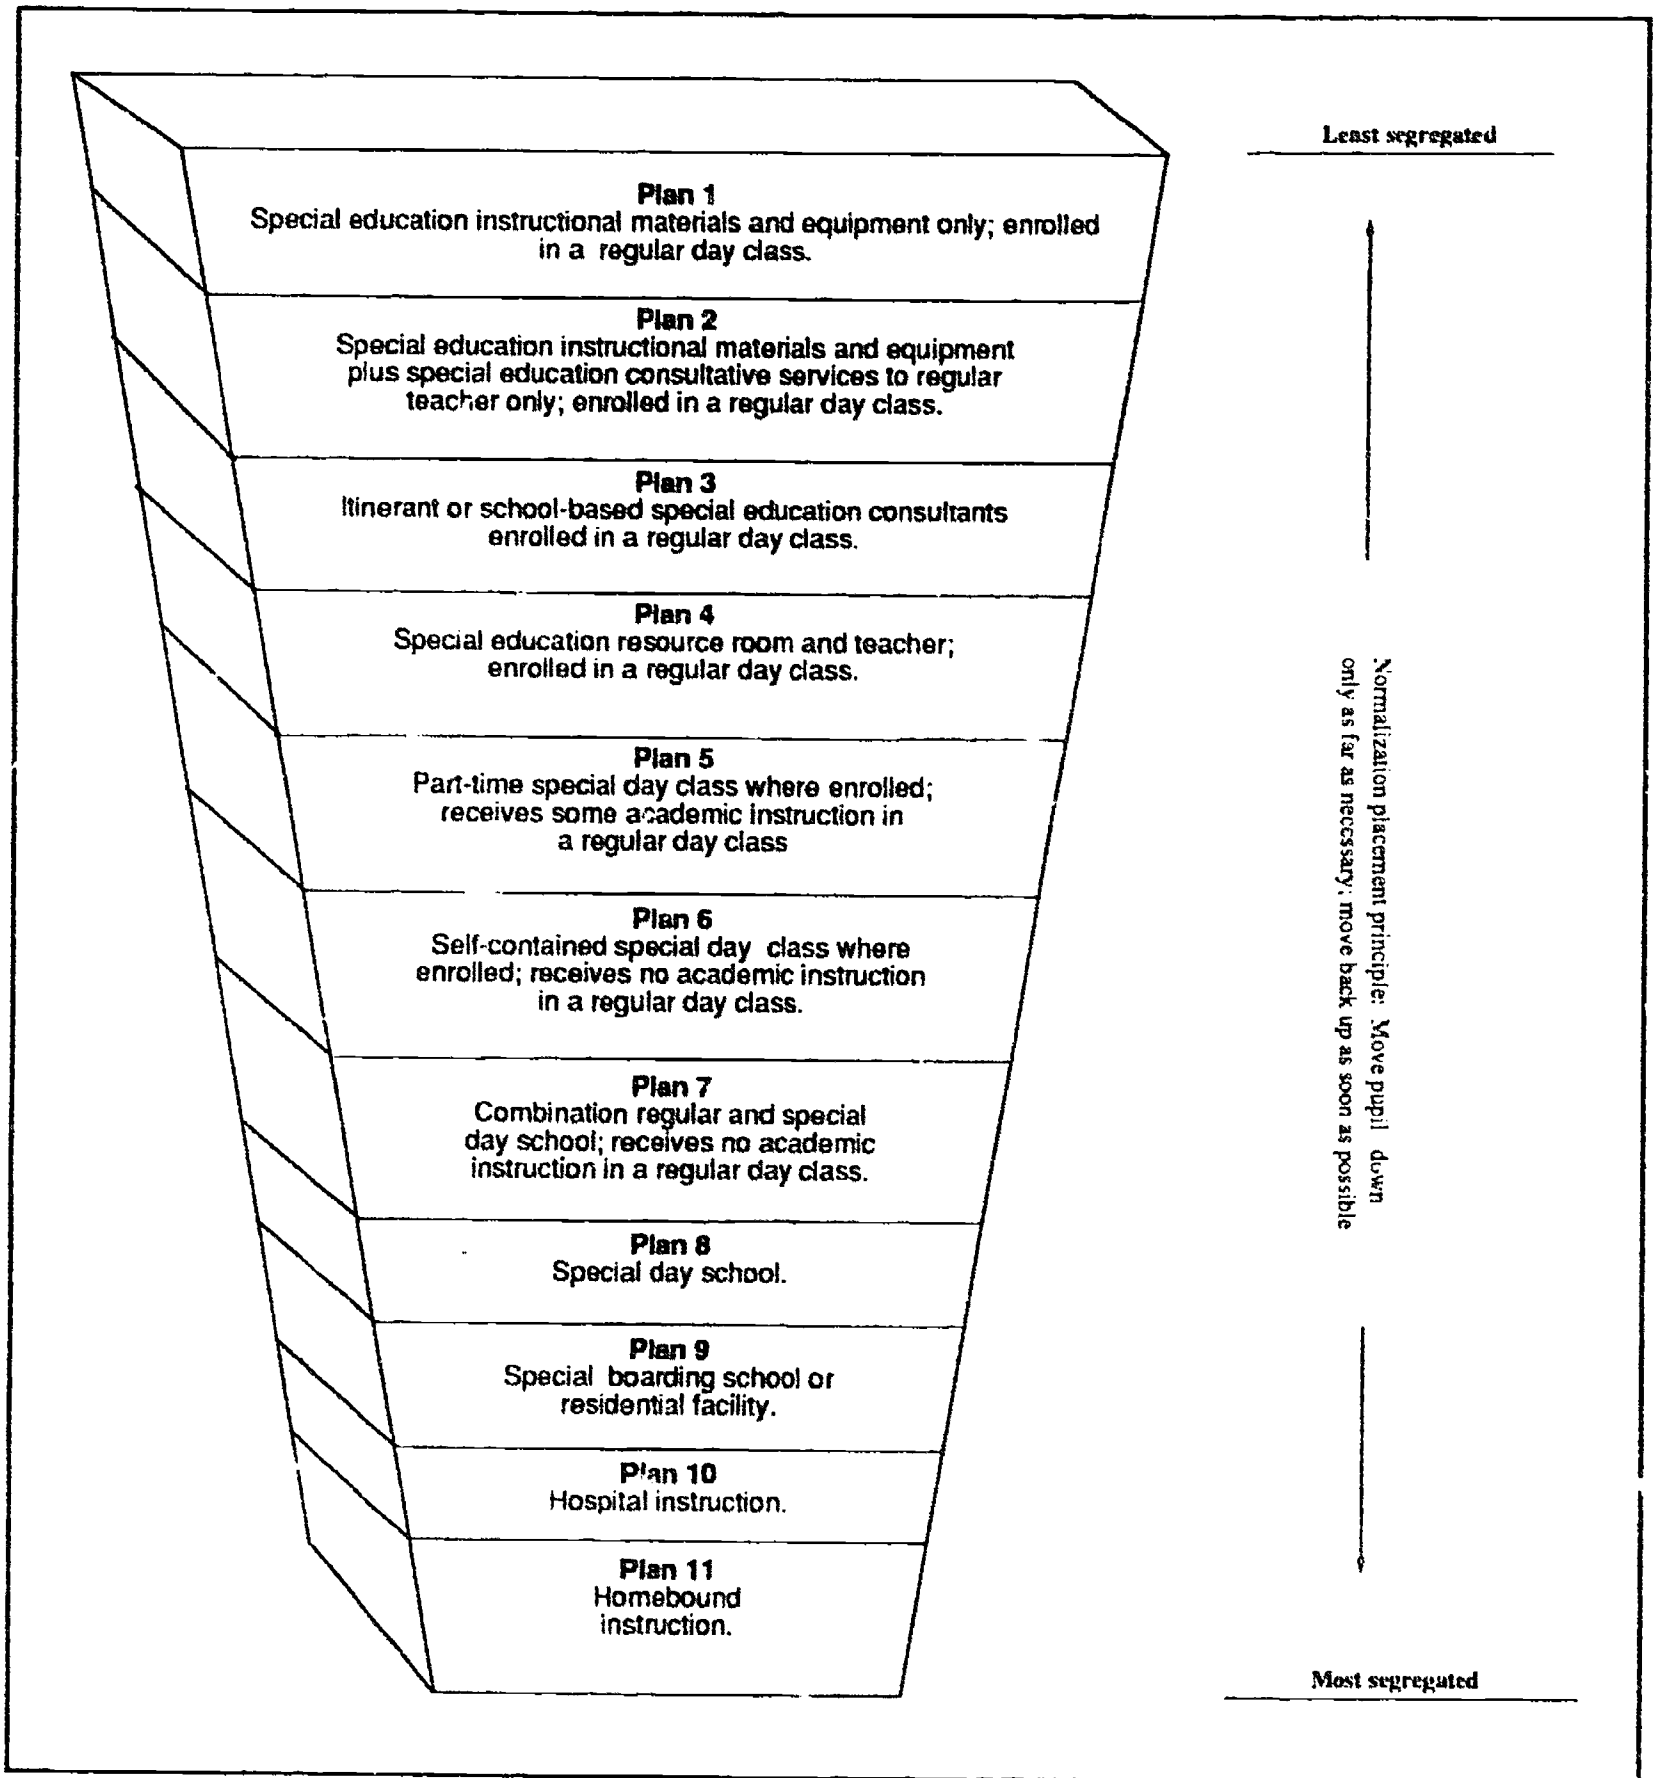 Least segregated
Plan 1
Special education instructional materials and equipment only; enrolled
in a regular day class.
Plan 2
Special education instructional materials and equipment
plus special education consultative services to regular
teacher only; enrolled in a regular day class.
Plan 3
Itinerant or school-based special education consultants
enrolled in a regular day class.
Plan 4
Special education resource room and teacher;
enrolled in a regular day class.
Plan 5
Part-time special day class where enrolled;
receives some academic instruction in
a regular day class
Plan 6
Self-contained special day class where
enrolled; receives no academic instruction
in a regular day class.
Plan 7
Combination regular and special
day school; receives no academic
instruction in a regular day class.
Plan 8
Special day school.
Plan 9
Special boarding school or
residential facility.
Plan 10
Hospital instruction.
Plan 11
Homebound
instruction.
Normalization placement principle: Move pupil down
only as far as necessary; move back up as soon as possible
Most segregated